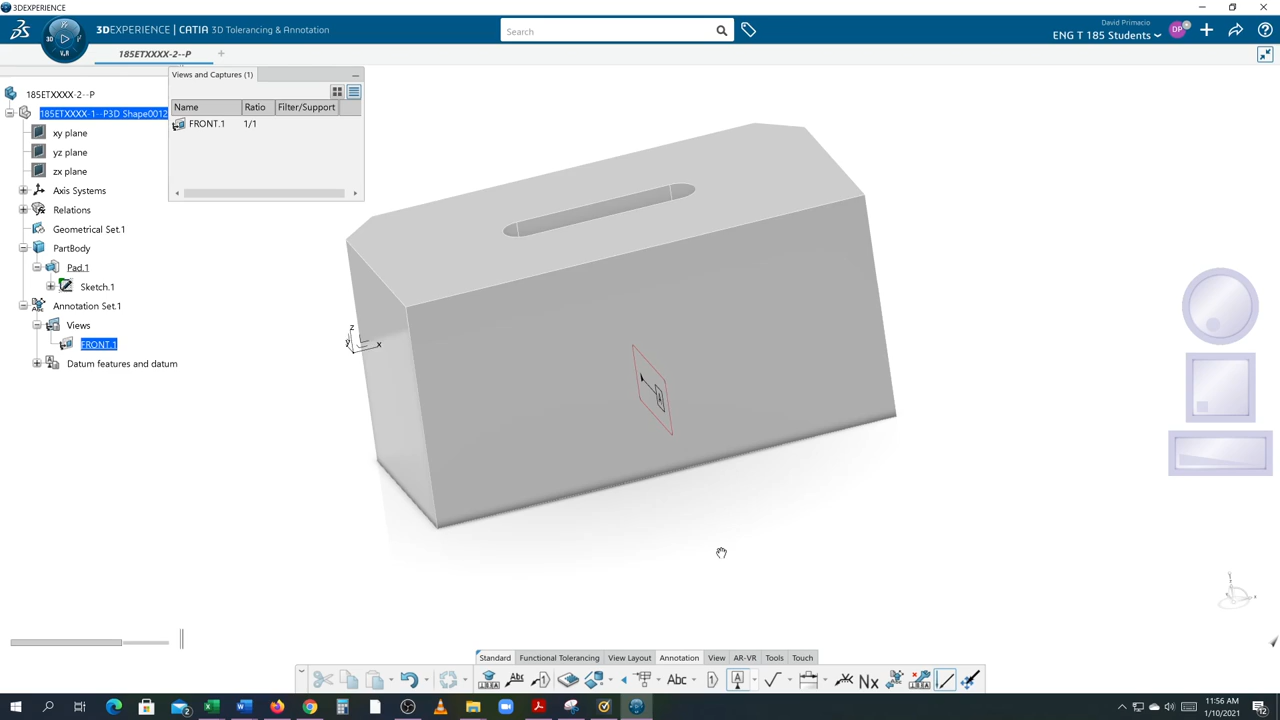 3DEXPERIENCE
3DEXPERIENCE | CATIA 3D Tolerancing & Annotation
Search
David Primacio
ENG T 185 Students
DP
3D
V.R
185ETXXXX-2--P
Views and Captures (1)
Name Ratio Filter/Support
FRONT.1 1/1
185ETXXXX-2--P
185ETXXXX-1--P3D Shape0012
xy plane
yz plane
zx plane
Axis Systems
Relations
Geometrical Set.1
PartBody
Pad.1
Sketch.1
Annotation Set.1
Views
FRONT.1
Datum features and datum
z
y
x
A
Standard Functional Tolerancing View Layout Annotation View AR-VR Tools Touch
Abc Nx
11:56 AM
1/10/2021